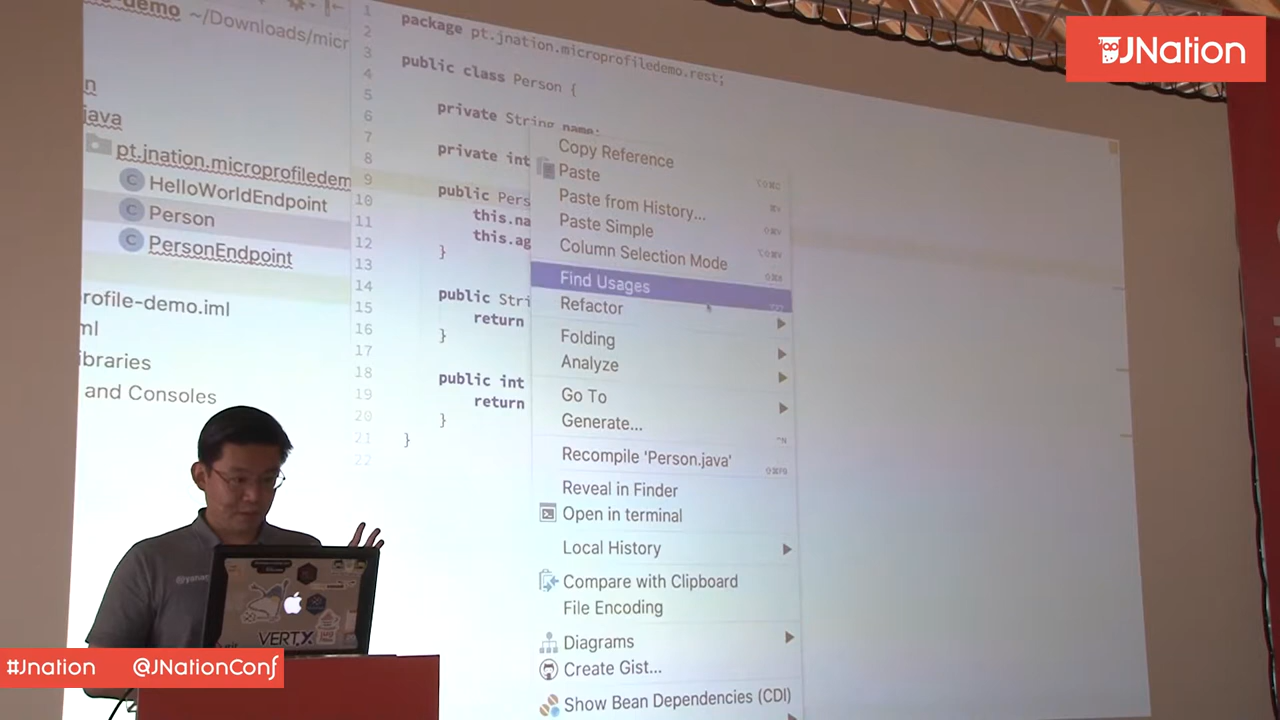 -demo ~/Downloads/micr
n
java
pt.jnation.microprofiledem
HelloWorldEndpoint
Person
PersonEndpoint
rofile-demo.iml
ml
ibraries
and Consoles
1
2 package pt.jnation.microprofiledemo.rest;
3
4 public class Person {
5
6 private String name;
7
8 private int
9
10 public Pers
11 this.na
12 this.ag
13 }
14
15 public Stri
16 return
17 }
18
19 public int
20 return
21 }
22 }
Copy Reference
Paste
Paste from History...
Paste Simple
Column Selection Mode
Find Usages
Refactor
Folding
Analyze
Go To
Generate...
Recompile 'Person.java'
Reveal in Finder
Open in terminal
Local History
Compare with Clipboard
File Encoding
Diagrams
Create Gist...
Show Bean Dependencies (CDI)
JNation
VERT.X
#Jnation @JNationConf